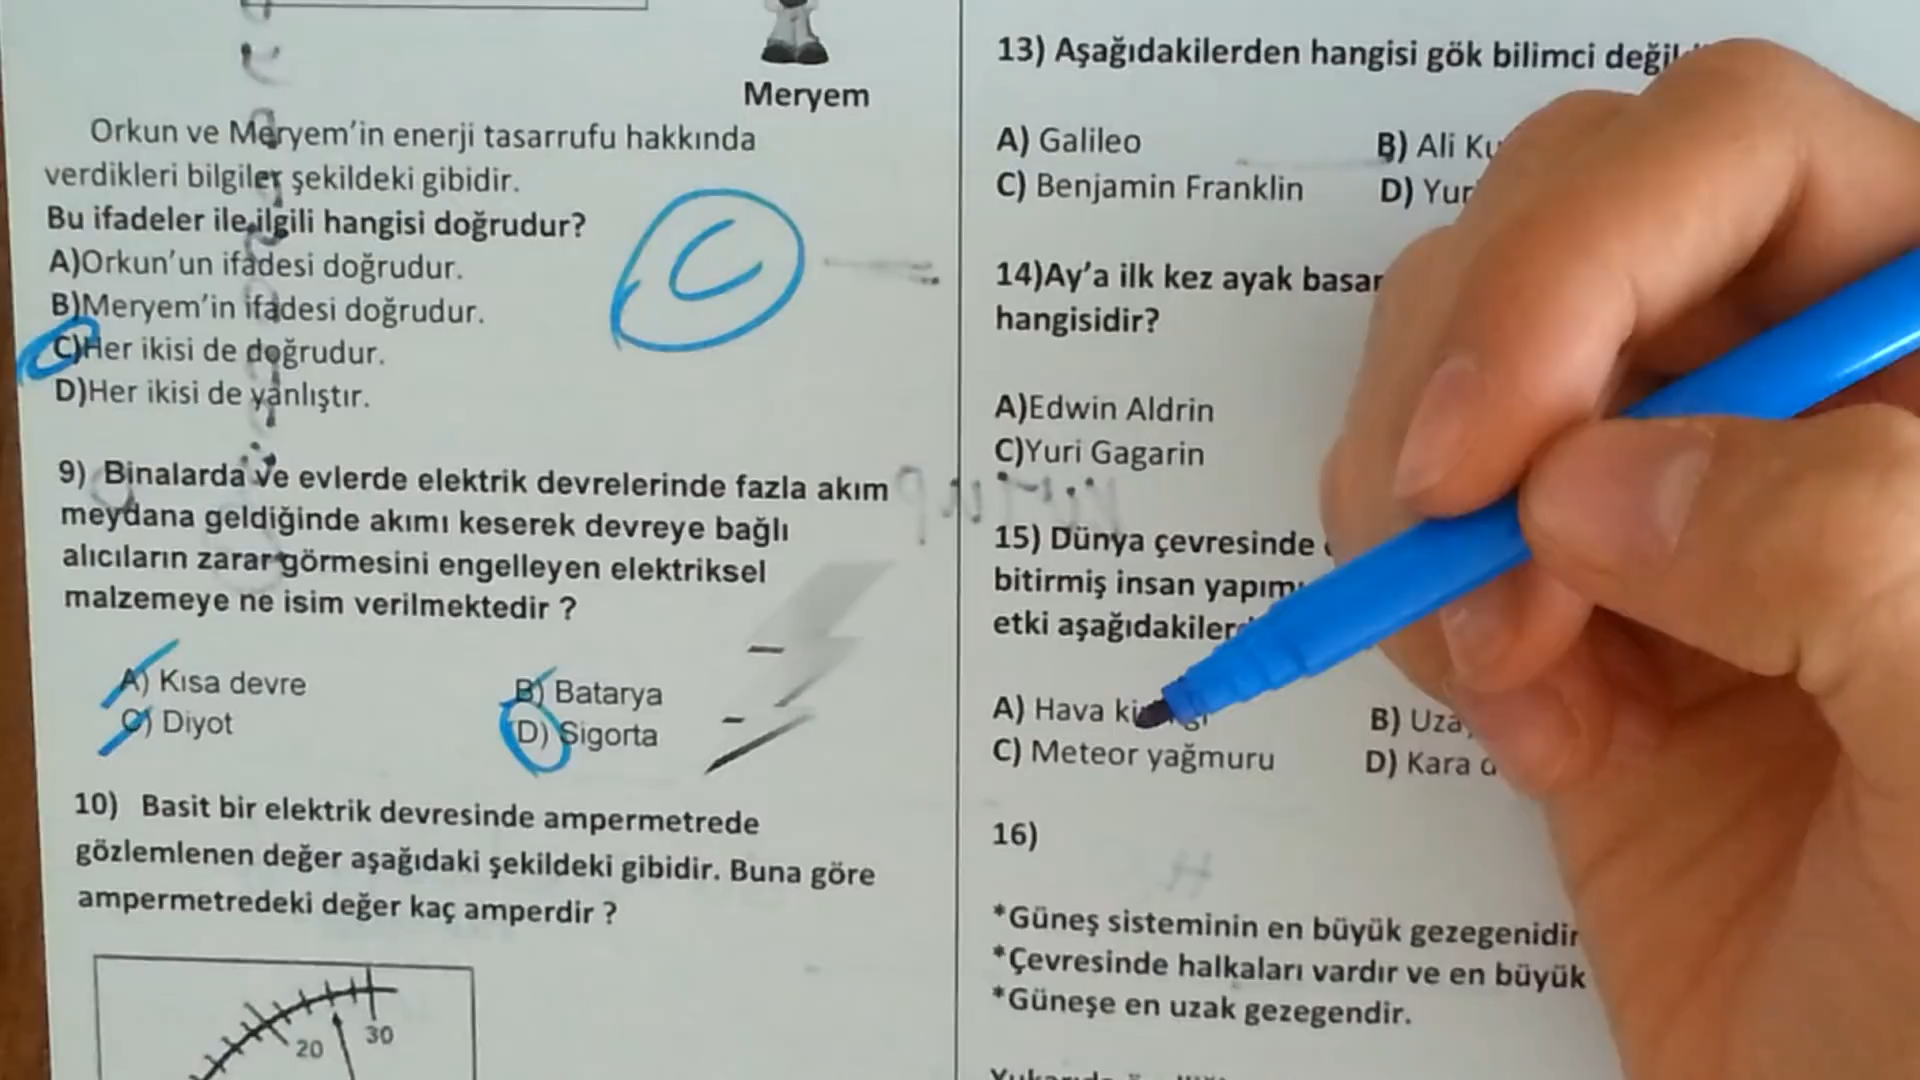 Meryem
Orkun ve Meryem'in enerji tasarrufu hakkında
verdikleri bilgiler şekildeki gibidir.
Bu ifadeler ile ilgili hangisi doğrudur?
A)Orkun'un ifadesi doğrudur.
B)Meryem'in ifadesi doğrudur.
C)Her ikisi de doğrudur.
D)Her ikisi de yanlıştır.
C
9) Binalarda ve evlerde elektrik devrelerinde fazla akım
meydana geldiğinde akımı keserek devreye bağlı
alıcıların zarar görmesini engelleyen elektriksel
malzemeye ne isim verilmektedir ?
A) Kısa devre B) Batarya
C) Diyot D) Sigorta
10) Basit bir elektrik devresinde ampermetrede
gözlemlenen değer aşağıdaki şekildeki gibidir. Buna göre
ampermetredeki değer kaç amperdir ?
20 30
13) Aşağıdakilerden hangisi gök bilimci
A) Galileo B) Ali
C) Benjamin Franklin D)
14)Ay'a ilk kez ayak
hangisidir?
A)Edwin Aldrin
C)Yuri Gagarin
15) Dünya çevresinde
bitirmiş insan
etki
A) Hava B)
C) Meteor yağmuru D) Kara
16)
*Güneş sisteminin en büyük gezegenidir
*Çevresinde halkaları vardır ve en büyük
*Güneşe en uzak gezegendir.